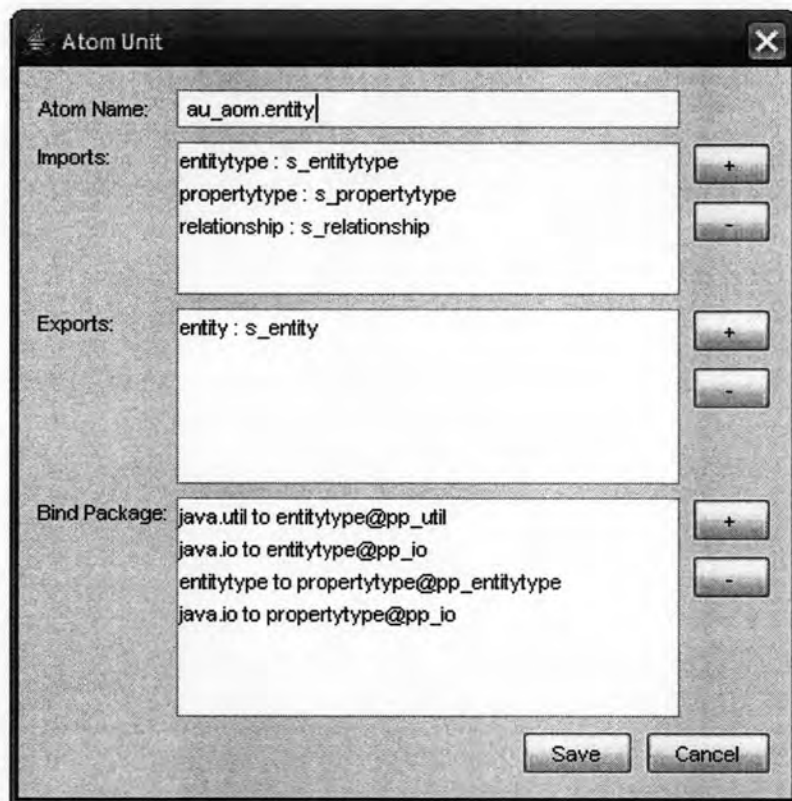 Atom Unit
Atom Name: au_aom.entity
Imports: entitytype : s_entitytype +
propertytype : s_propertytype
relationship : s_relationship -
Exports: entity : s_entity +
-
Bind Package: java.util to entitytype@pp_util +
java.io to entitytype@pp_io
entitytype to propertytype@pp_entitytype -
java.io to propertytype@pp_io
Save Cancel